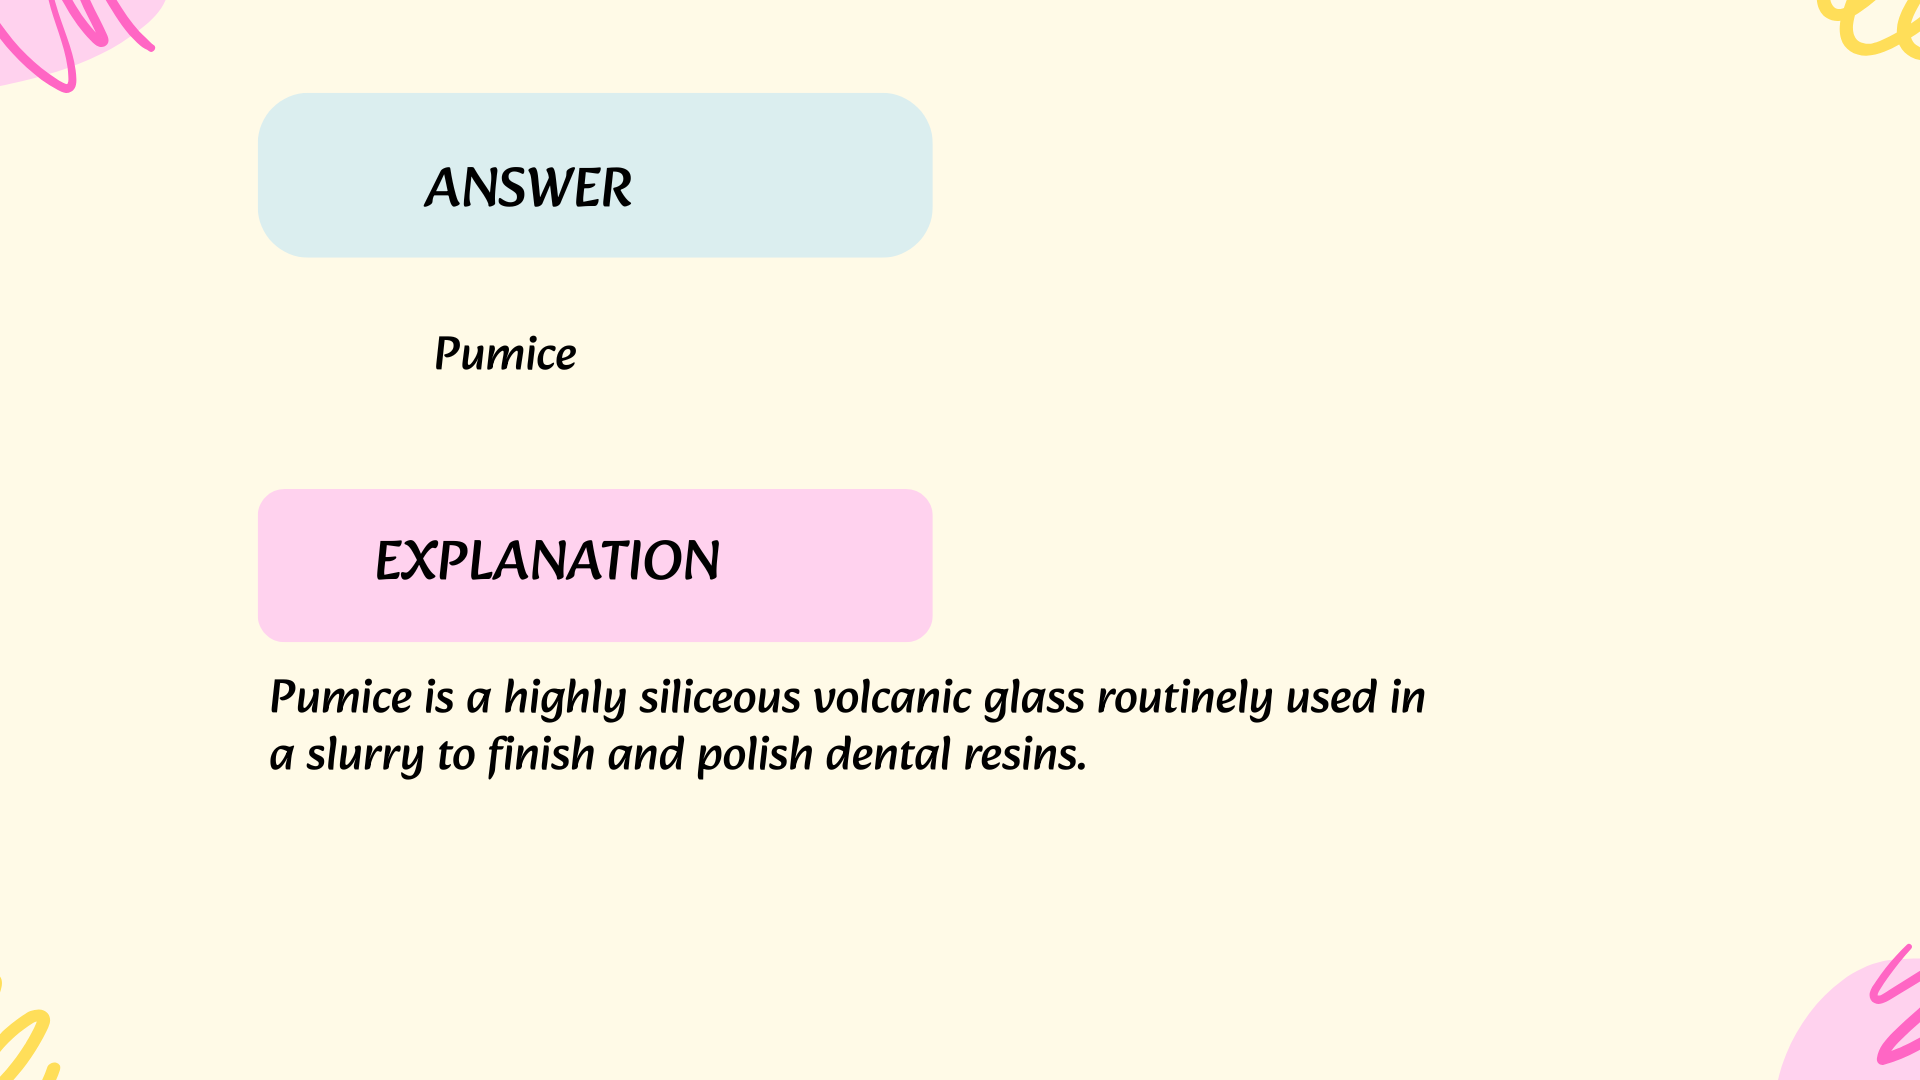 ANSWER
Pumice
EXPLANATION
Pumice is a highly siliceous volcanic glass routinely used in
a slurry to finish and polish dental resins.